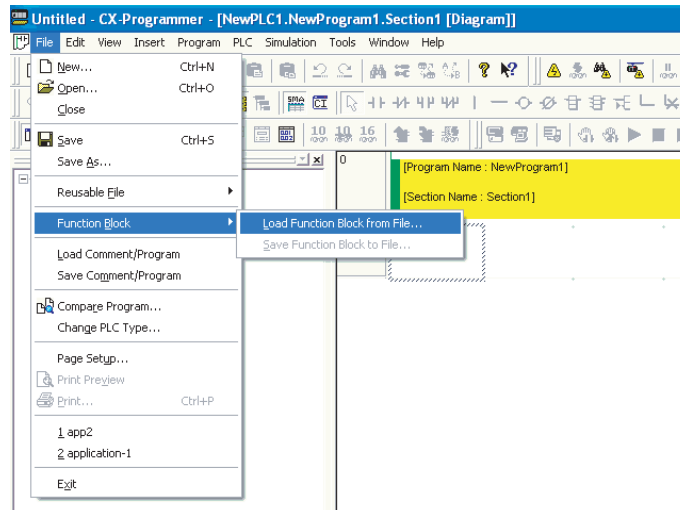 Untitled - CX-Programmer - [NewPLC1.NewProgram1.Section1 [Diagram]]
File Edit View Insert Program PLC Simulation Tools Window Help
New... Ctrl+N
Open... Ctrl+O
Close
Save Ctrl+S
Save As...
Reusable File
Function Block
Load Function Block from File...
Save Function Block to File...
Load Comment/Program
Save Comment/Program
Compare Program...
Change PLC Type...
Page Setup...
Print Preview
Print... Ctrl+P
1 app2
2 application-1
Exit
SMA
CI
10 10 16
0
[Program Name : NewProgram1]
[Section Name : Section1]